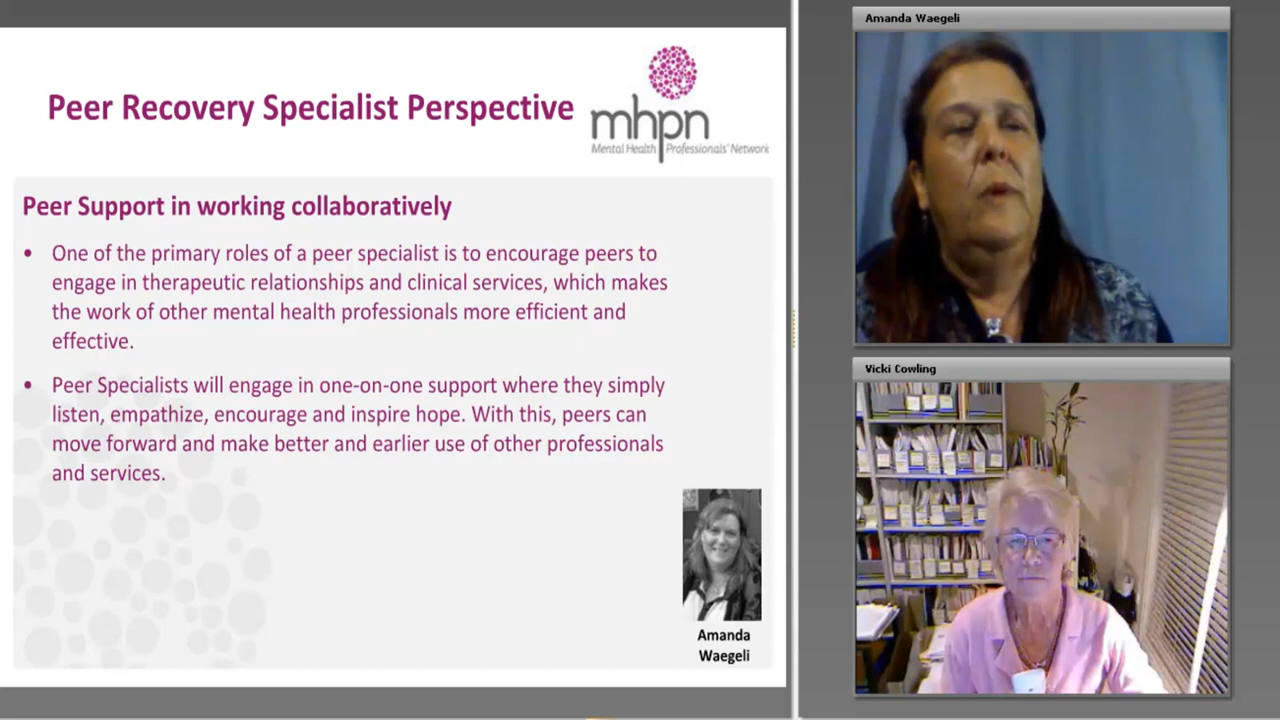 Peer Recovery Specialist Perspective
mhpn
Mental Health Professionals' Network
Peer Support in working collaboratively
• One of the primary roles of a peer specialist is to encourage peers to
engage in therapeutic relationships and clinical services, which makes
the work of other mental health professionals more efficient and
effective.
• Peer Specialists will engage in one-on-one support where they simply
listen, empathize, encourage and inspire hope. With this, peers can
move forward and make better and earlier use of other professionals
and services.
Amanda
Waegeli
Amanda Waegeli
Vicki Cowling